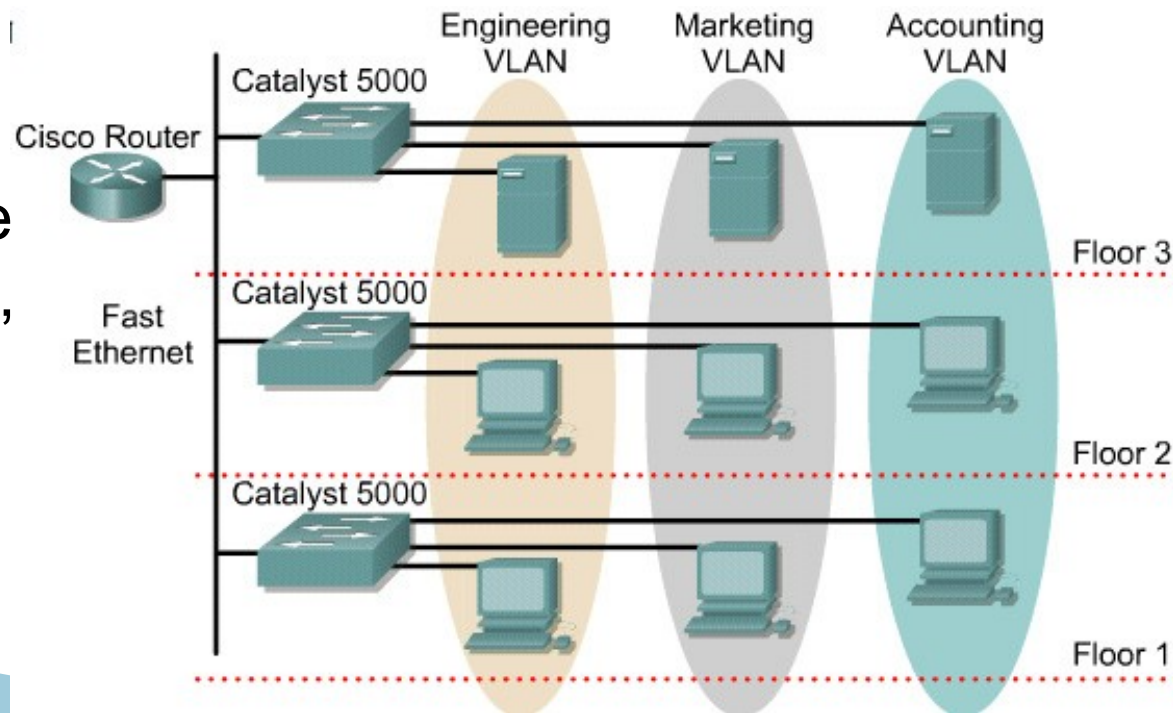 Engineering
VLAN
Marketing
VLAN
Accounting
VLAN
Catalyst 5000
Cisco Router
e
Floor 3
Catalyst 5000
,
Fast
Ethernet
Floor 2
Catalyst 5000
Floor 1